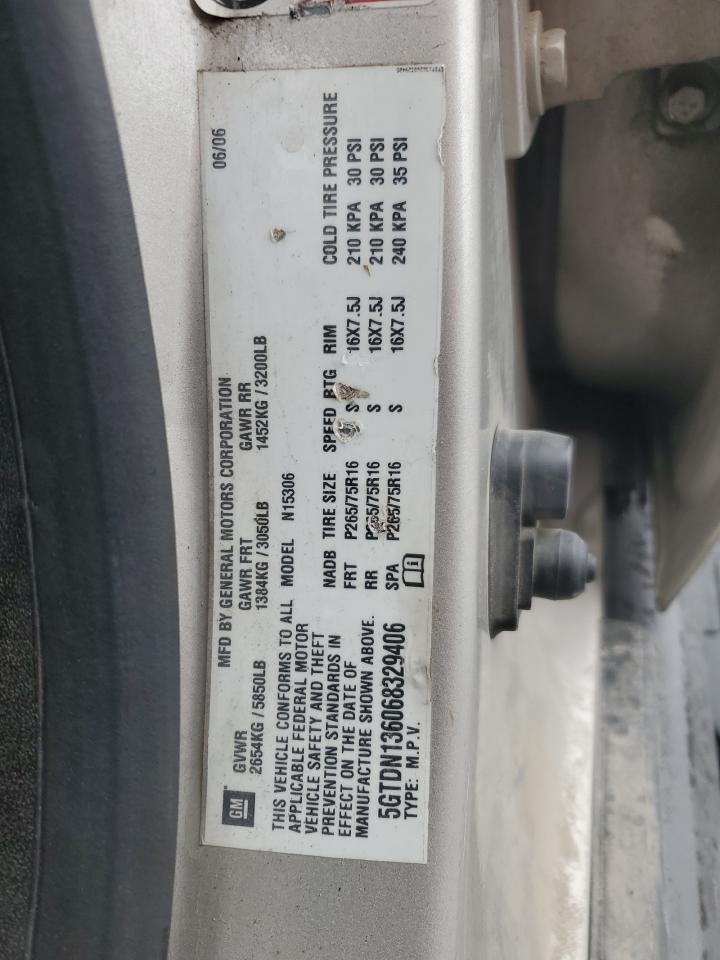 GM
MFD BY GENERAL MOTORS CORPORATION 06/06
GVWR GAWR FRT GAWR RR
2654KG / 5850LB 1384KG / 3050LB 1452KG / 3200LB
THIS VEHICLE CONFORMS TO ALL
APPLICABLE FEDERAL MOTOR
VEHICLE SAFETY AND THEFT
PREVENTION STANDARDS IN
EFFECT ON THE DATE OF
MANUFACTURE SHOWN ABOVE.
5GTDN136068329406
TYPE: M.P.V.
MODEL N15306
NADB TIRE SIZE SPEED RTG RIM COLD TIRE PRESSURE
FRT P265/75R16 S 16X7.5J 210 KPA 30 PSI
RR P265/75R16 S 16X7.5J 210 KPA 30 PSI
SPA P265/75R16 S 16X7.5J 240 KPA 35 PSI